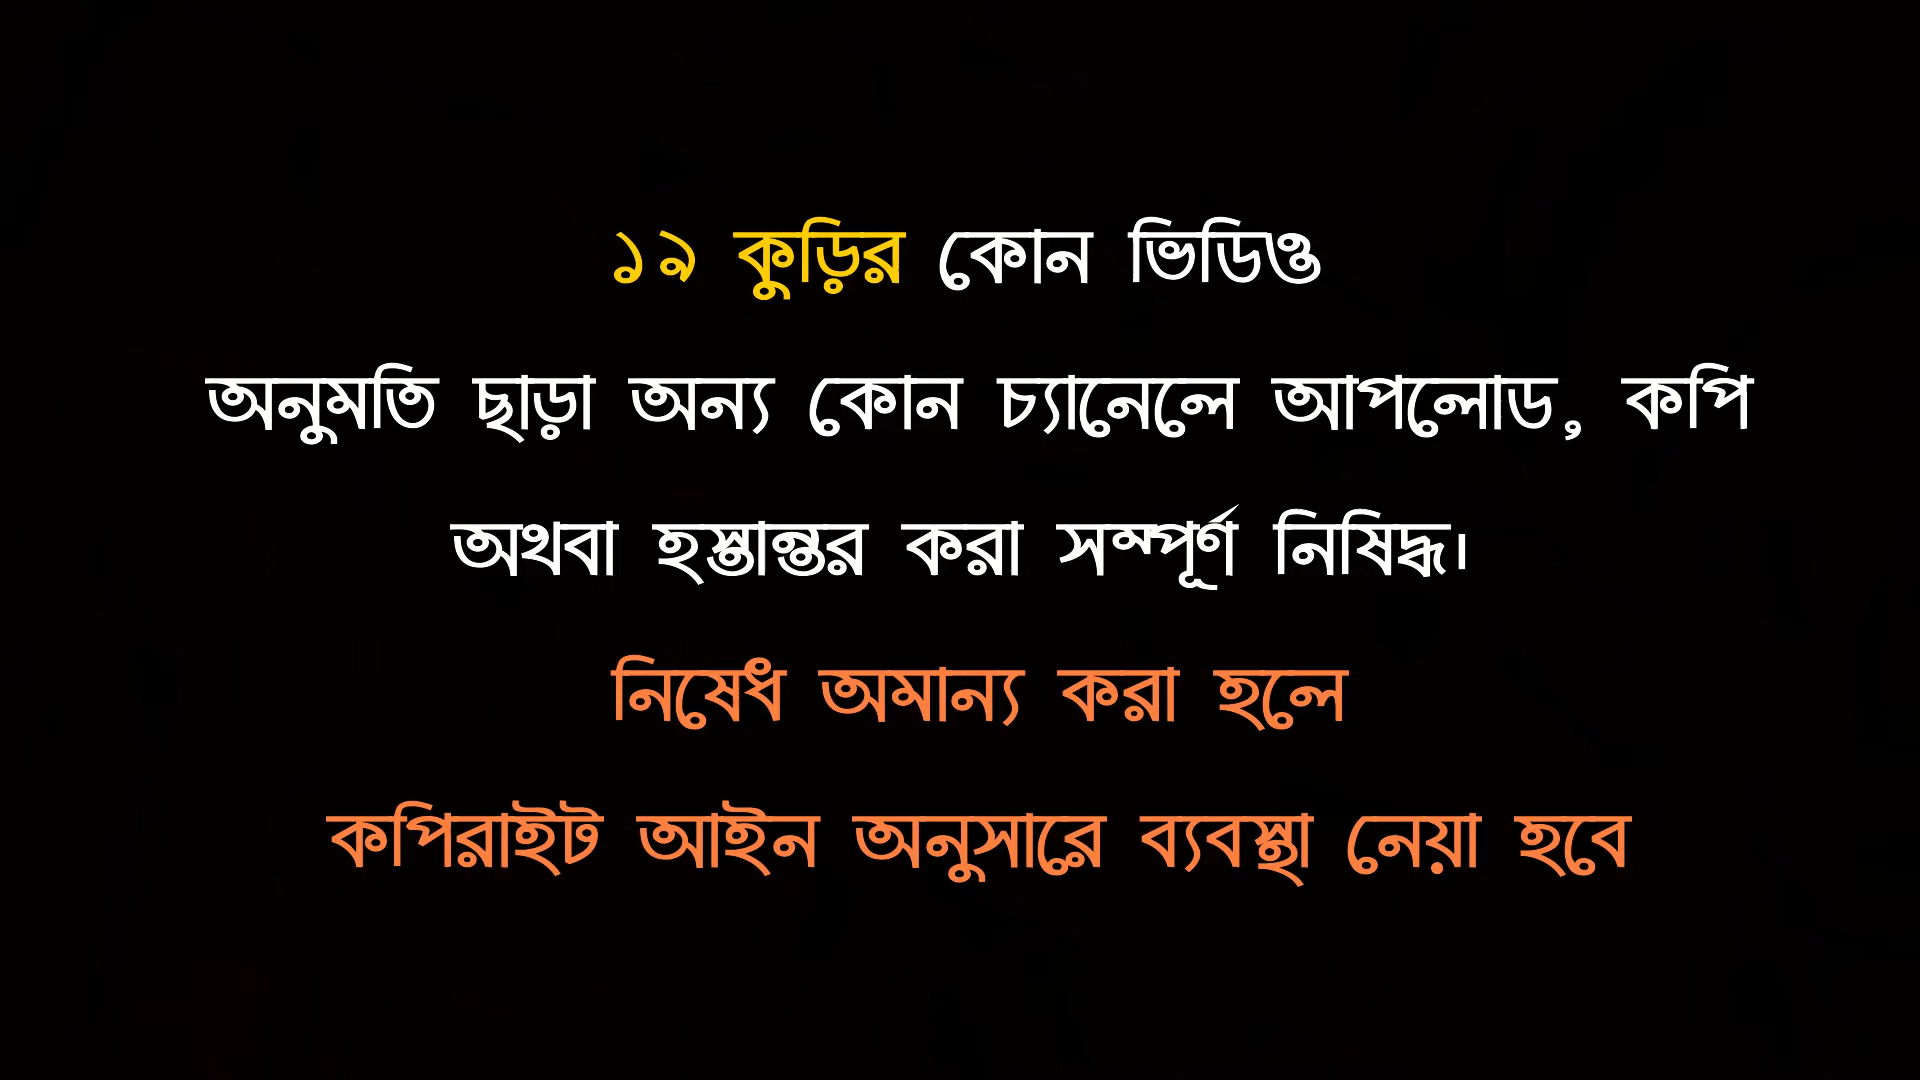 ১৯ কুড়ির কোন ভিডিও
অনুমতি ছাড়া অন্য কোন চ্যানেলে আপলোড, কপি
অথবা হস্তান্তর করা সম্পূর্ণ নিষিদ্ধ।
নিষেধ অমান্য করা হলে
কপিরাইট আইন অনুসারে ব্যবস্থা নেয়া হবে